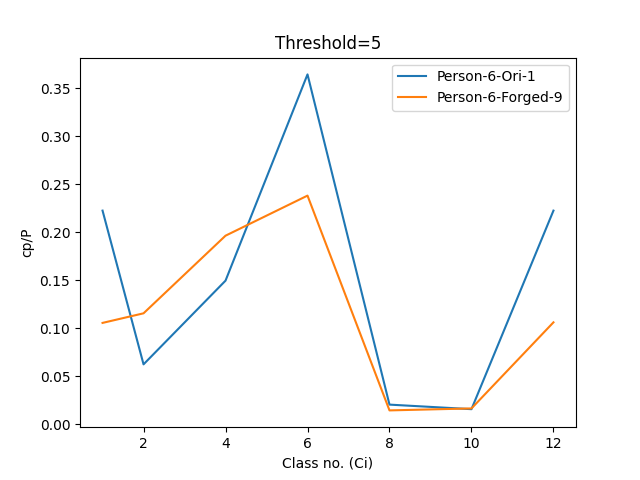 Threshold=5
Person-6-Ori-1
Person-6-Forged-9
cp/P
0.35
0.30
0.25
0.20
0.15
0.10
0.05
0.00
2 4 6 8 10 12
Class no. (Ci)